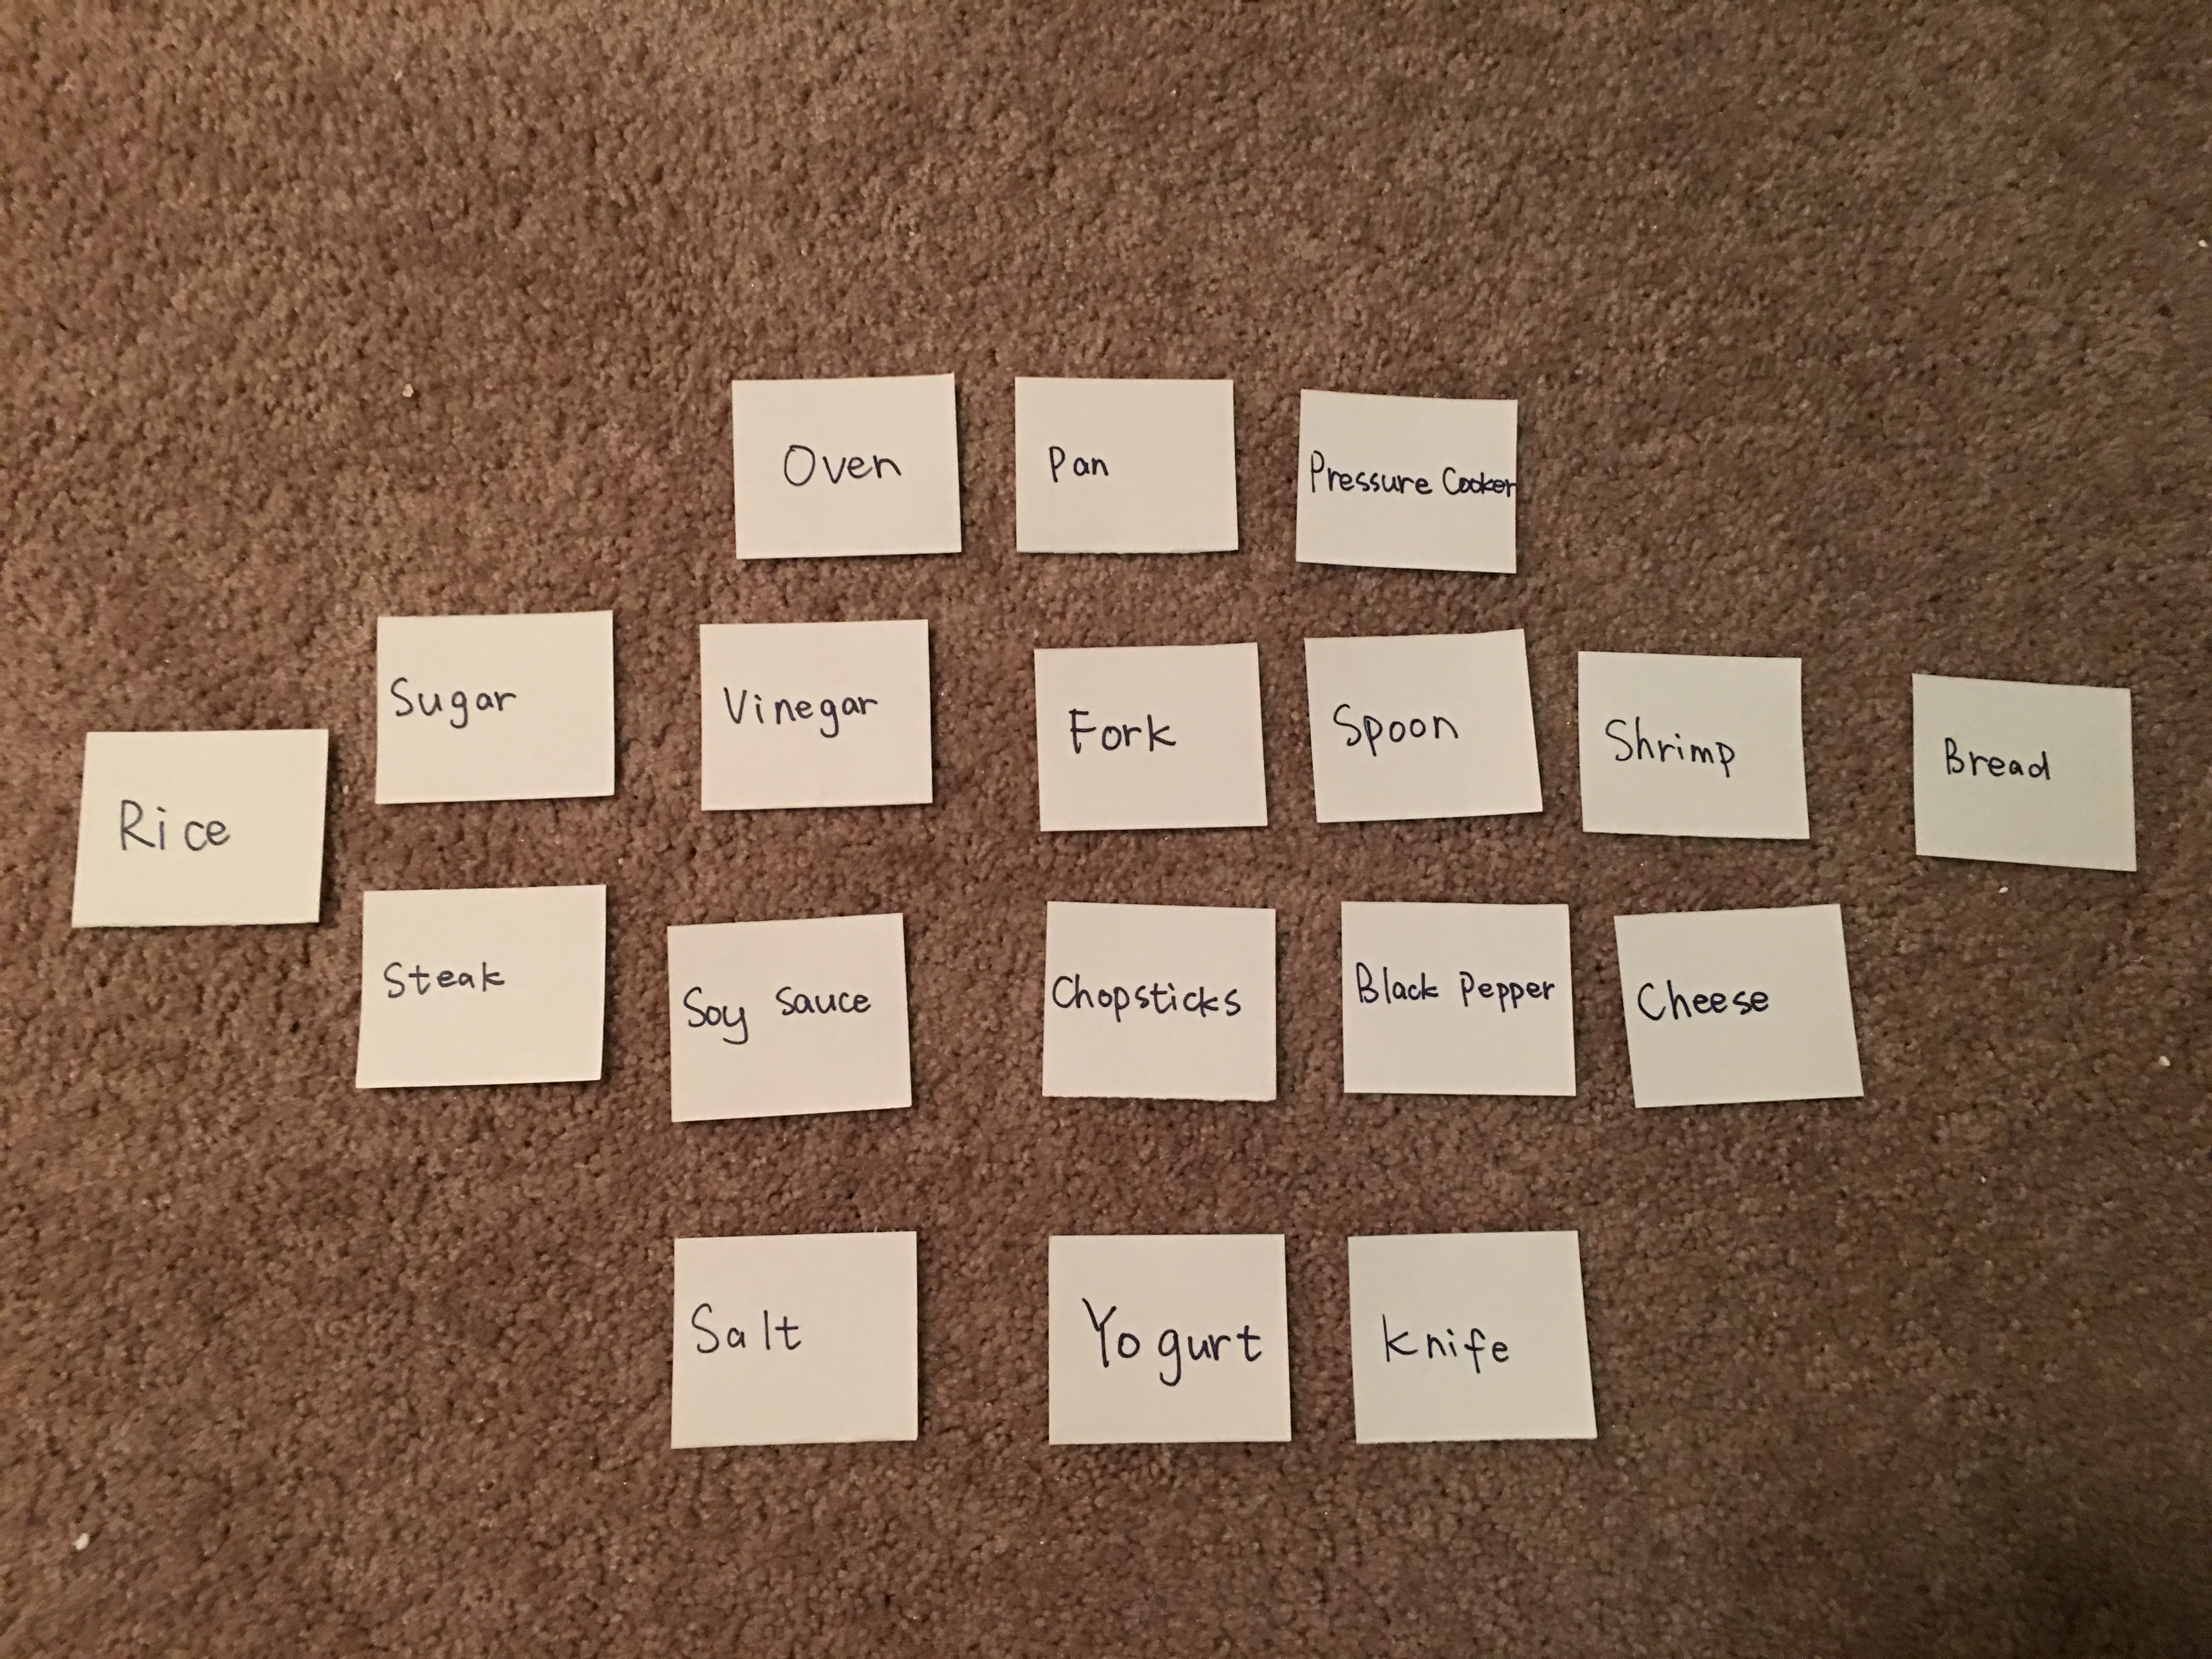 Oven
Pan
Pressure Cooker
Rice
Sugar
Vinegar
Fork
Spoon
Shrimp
Bread
Steak
Soy sauce
Chopsticks
Black Pepper
Cheese
Salt
Yogurt
Knife